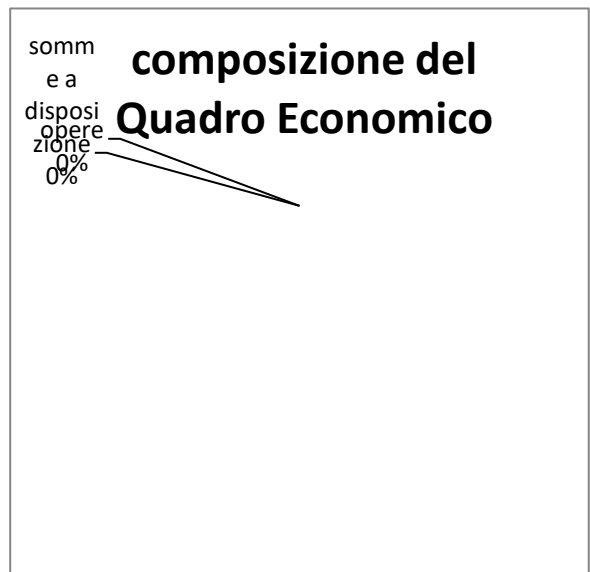 composizione del
Quadro Economico
somm
e a
disposi
zione
0%
opere
0%